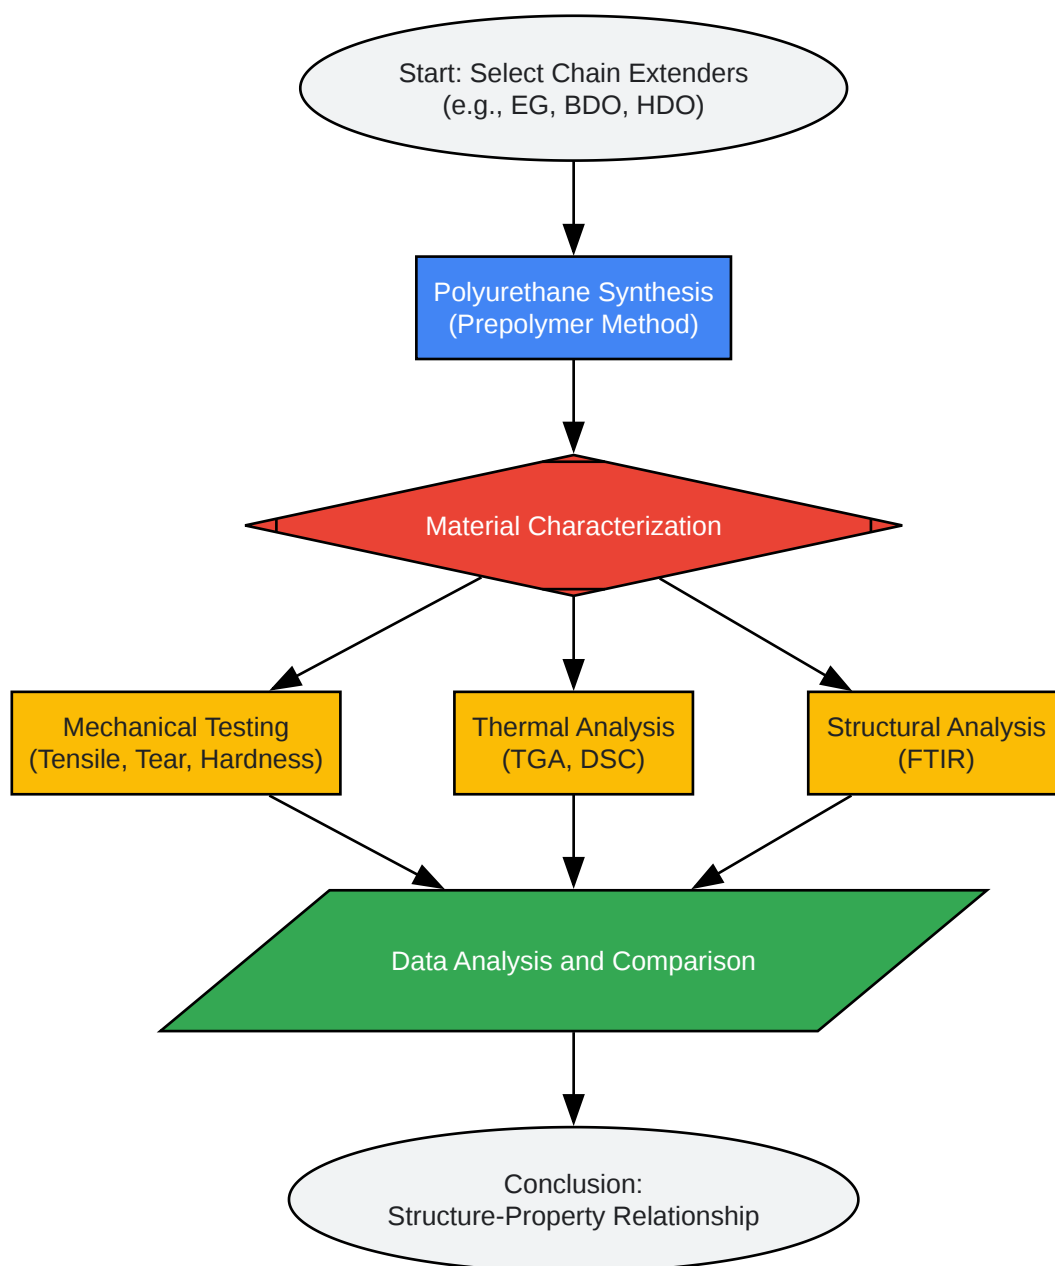 Start: Select Chain Extenders
(e.g., EG, BDO, HDO)
Polyurethane Synthesis
(Prepolymer Method)
Material Characterization
Mechanical Testing
(Tensile, Tear, Hardness)
Thermal Analysis
(TGA, DSC)
Structural Analysis
(FTIR)
Data Analysis and Comparison
Conclusion:
Structure-Property Relationship